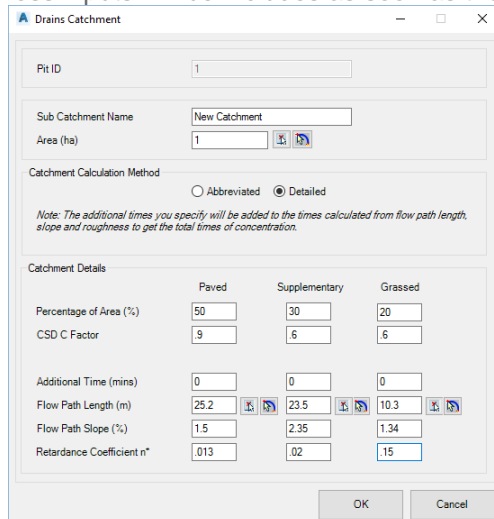 Drains Catchment
Pit ID 1
Sub Catchment Name New Catchment
Area (ha) 1
Catchment Calculation Method
Abbreviated Detailed
Note: The additional times you specify will be added to the times calculated from flow path length,
slope and roughness to get the total times of concentration.
Catchment Details
Paved Supplementary Grassed
Percentage of Area (%) 50 30 20
CSD C Factor .9 .6 .6
Additional Time (mins) 0 0 0
Flow Path Length (m) 25.2 23.5 10.3
Flow Path Slope (%) 1.5 2.35 1.34
Retardance Coefficient n* .013 .02 .15
OK Cancel